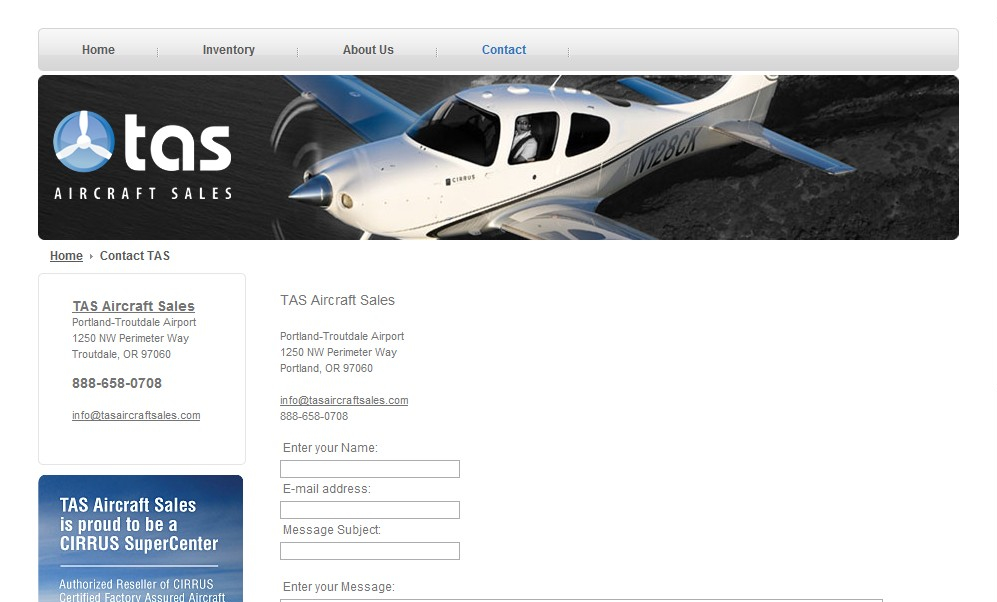 Home Inventory About Us Contact
tas
AIRCRAFT SALES
CIRRUS
N128CK
Home Contact TAS
TAS Aircraft Sales
Portland-Troutdale Airport
1250 NW Perimeter Way
Troutdale, OR 97060
888-658-0708
info@tasaircraftsales.com
TAS Aircraft Sales
is proud to be a
CIRRUS SuperCenter
Authorized Reseller of CIRRUS
Certified Factory Assured Aircraft
TAS Aircraft Sales
Portland-Troutdale Airport
1250 NW Perimeter Way
Portland, OR 97060
info@tasaircraftsales.com
888-658-0708
Enter your Name:
E-mail address:
Message Subject:
Enter your Message: